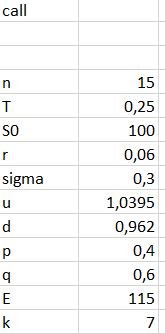 call
n 15
T 0,25
S0 100
r 0,06
sigma 0,3
u 1,0395
d 0,962
p 0,4
q 0,6
E 115
k 7